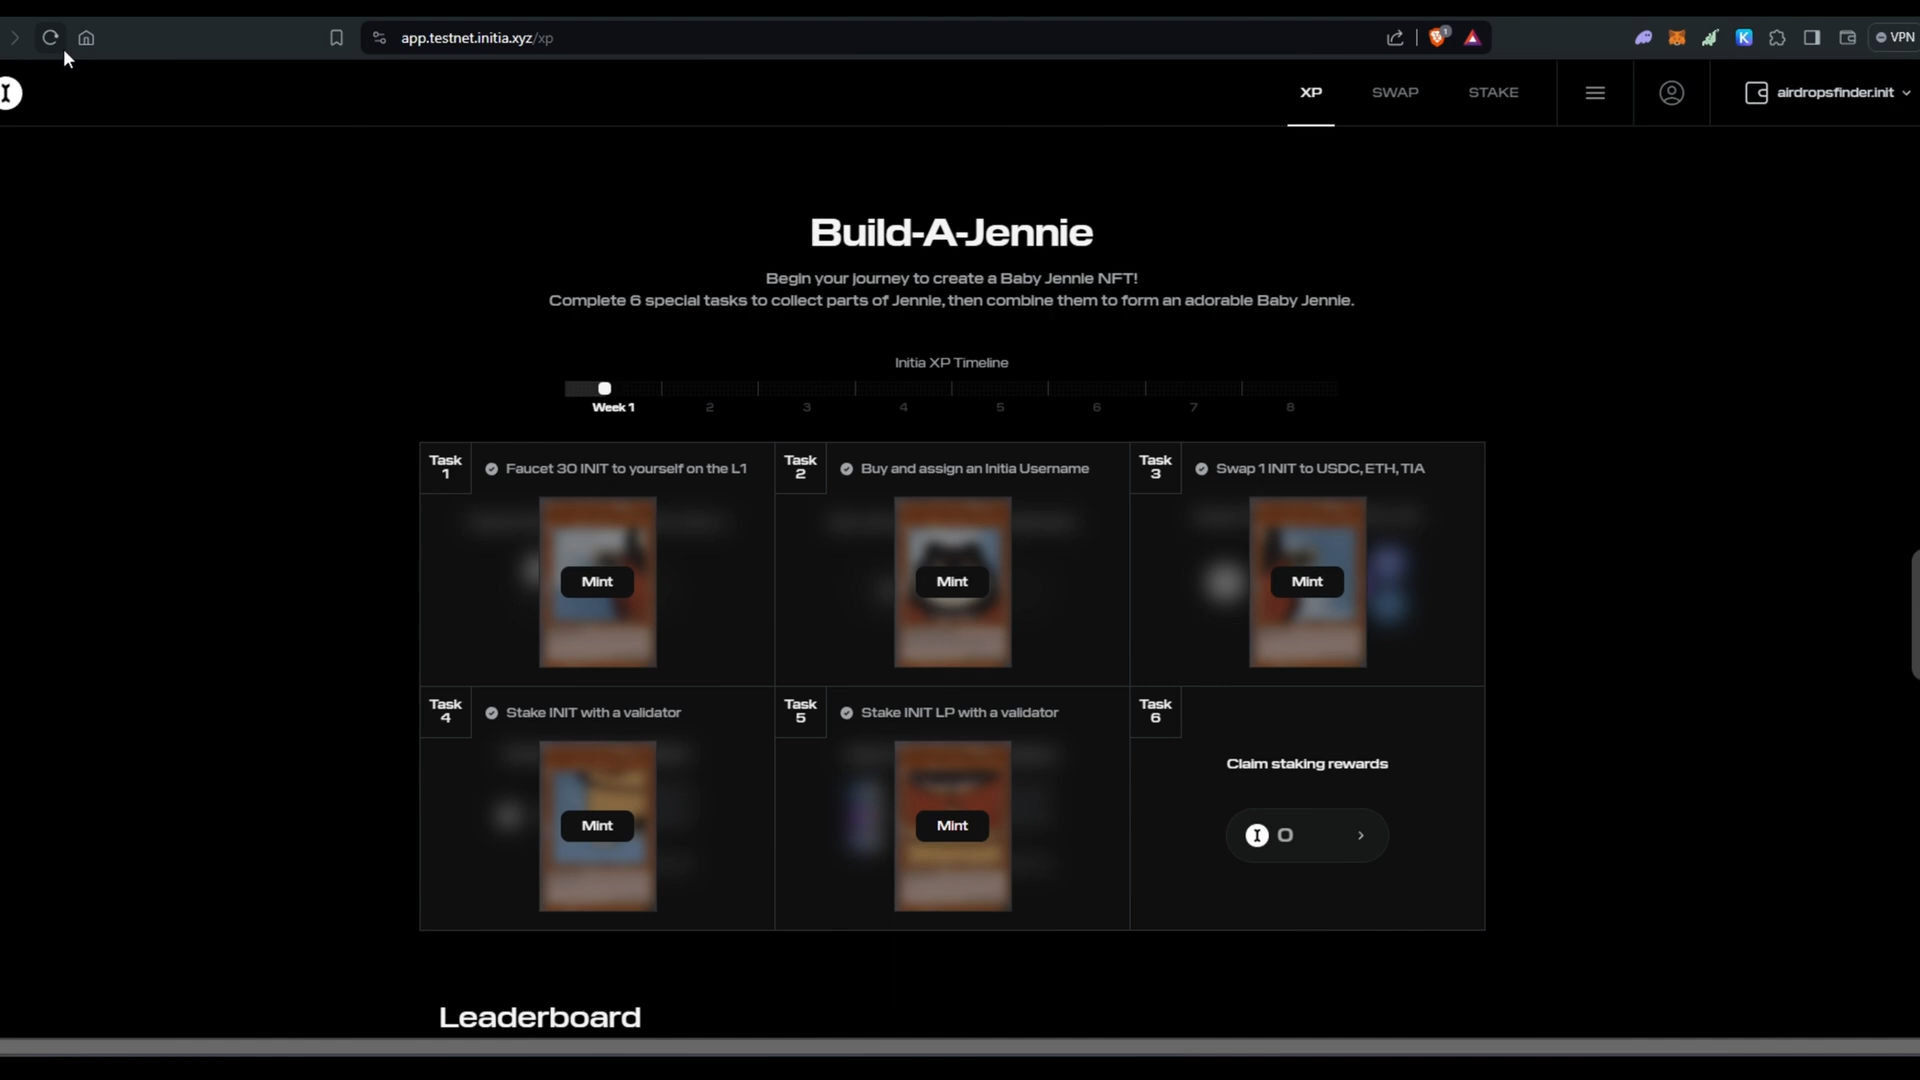 app.testnet.initia.xyz/xp
1
K
VPN
XP
SWAP
STAKE
airdropsfinder.init
Build-A-Jennie
Begin your journey to create a Baby Jennie NFT!
Complete 6 special tasks to collect parts of Jennie, then combine them to form an adorable Baby Jennie.
Initia XP Timeline
Week 1 2 3 4 5 6 7 8
Task 1
Faucet 30 INIT to yourself on the L1
Mint
Task 2
Buy and assign an Initia Username
Mint
Task 3
Swap 1 INIT to USDC, ETH, TIA
Mint
Task 4
Stake INIT with a validator
Mint
Task 5
Stake INIT LP with a validator
Mint
Task 6
Claim staking rewards
0
Leaderboard